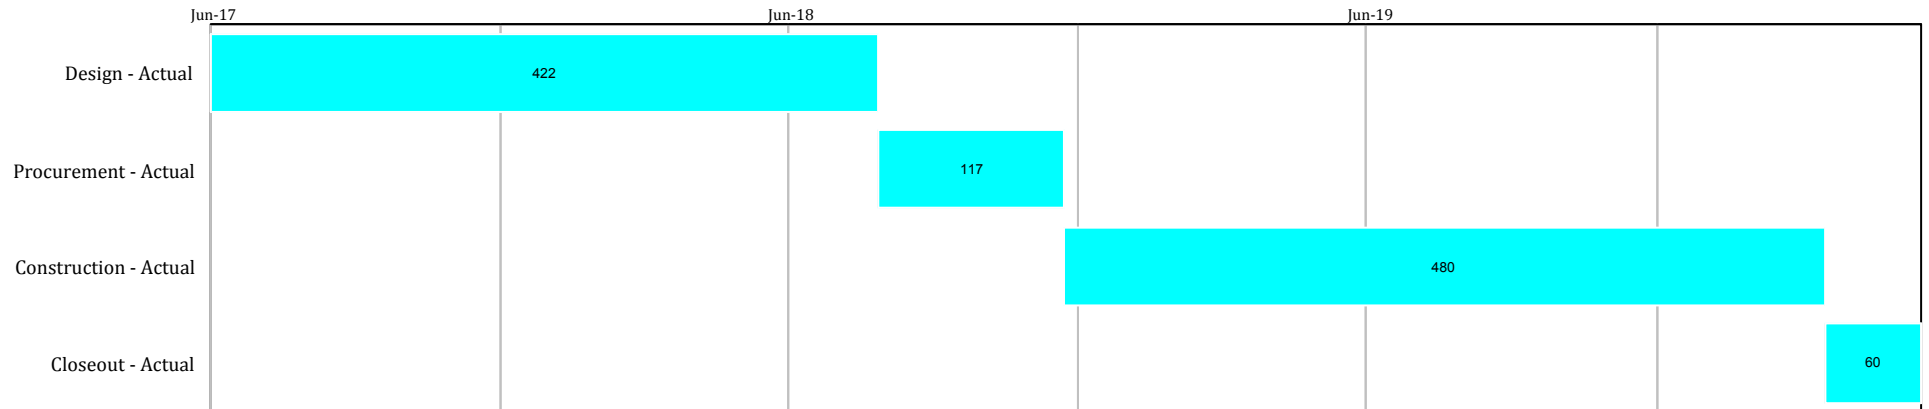 Jun-17 Jun-18 Jun-19
Design - Actual 422
Procurement - Actual 117
Construction - Actual 480
Closeout - Actual 60